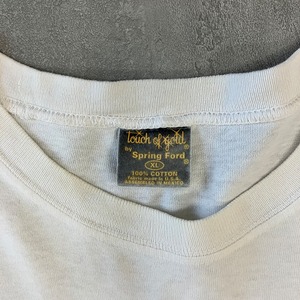 touch of gold®
by
Spring Ford®
XL
100% COTTON
Fabric made in U.S.A.
ASSEMBLED IN MEXICO